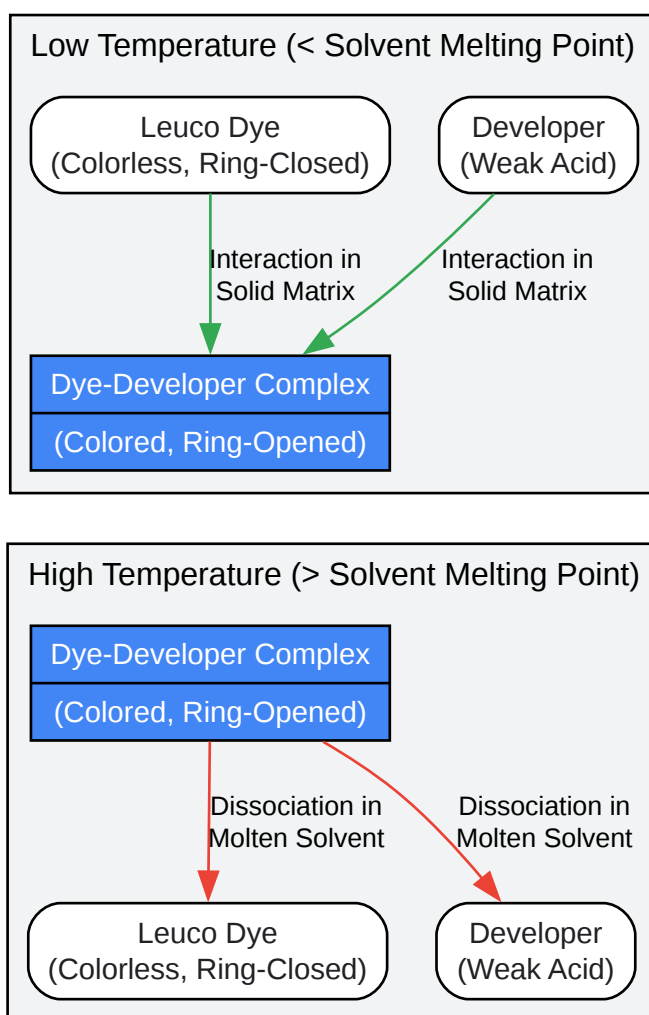 Low Temperature (< Solvent Melting Point)
Leuco Dye
(Colorless, Ring-Closed)
Developer
(Weak Acid)
Interaction in
Solid Matrix
Interaction in
Solid Matrix
Dye-Developer Complex
(Colored, Ring-Opened)
High Temperature (> Solvent Melting Point)
Dye-Developer Complex
(Colored, Ring-Opened)
Dissociation in
Molten Solvent
Dissociation in
Molten Solvent
Leuco Dye
(Colorless, Ring-Closed)
Developer
(Weak Acid)